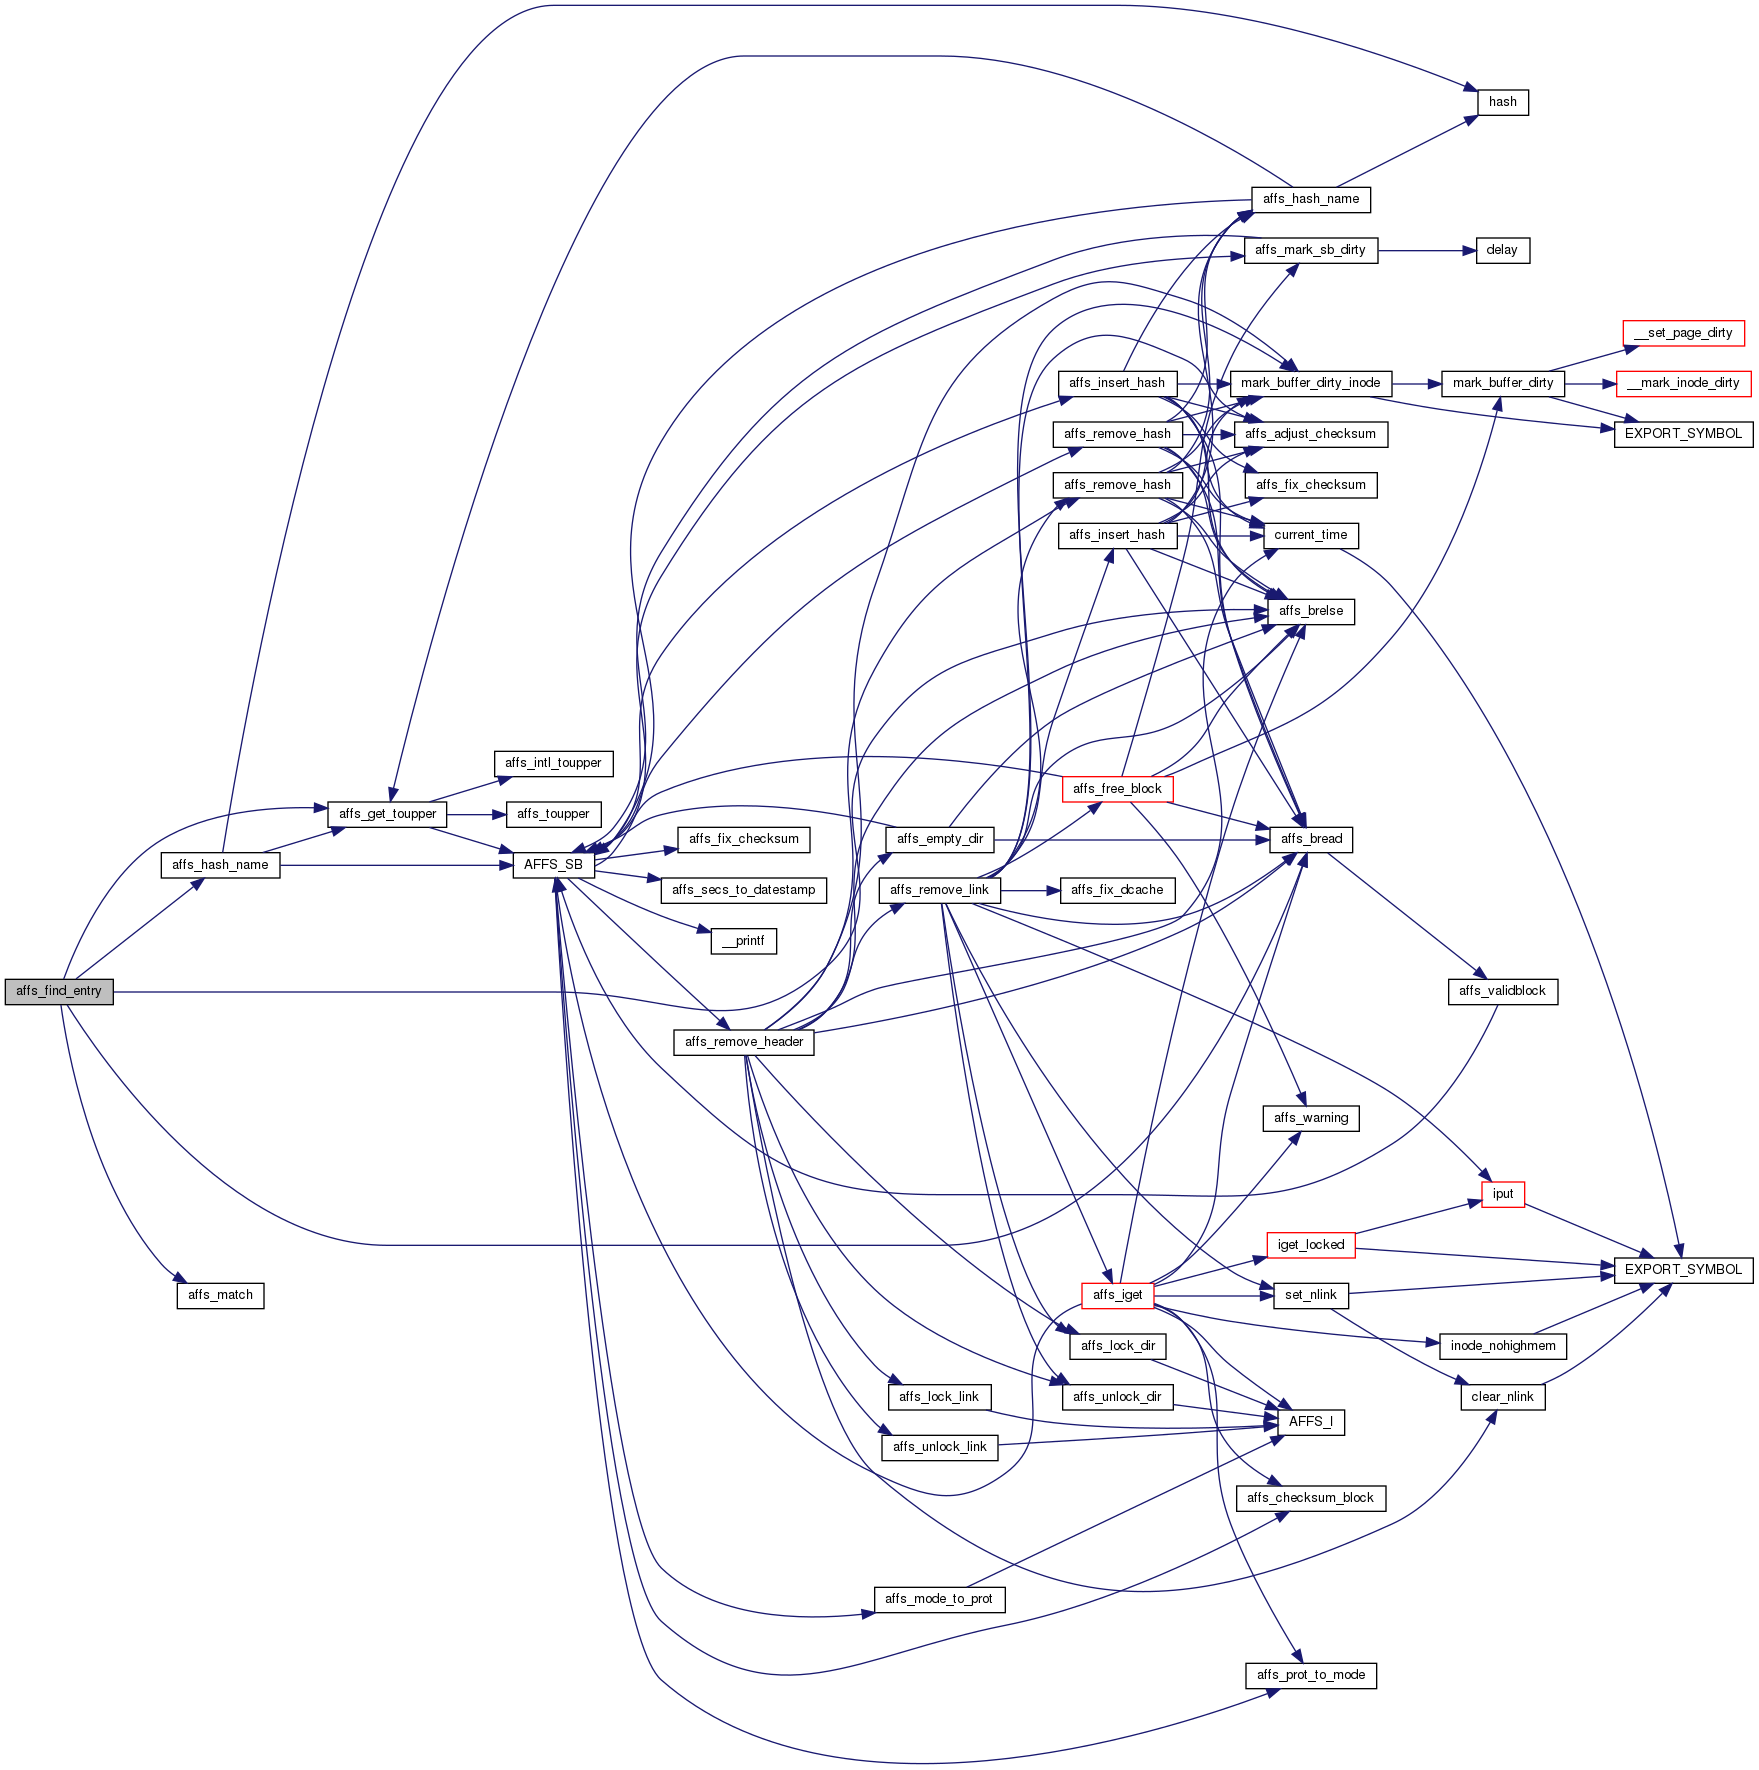 hash
affs_hash_name
affs_mark_sb_dirty
delay
__set_page_dirty
affs_insert_hash
mark_buffer_dirty_inode
mark_buffer_dirty
__mark_inode_dirty
affs_remove_hash
affs_adjust_checksum
EXPORT_SYMBOL
affs_remove_hash
affs_fix_checksum
affs_insert_hash
current_time
affs_brelse
affs_intl_toupper
affs_free_block
affs_get_toupper
affs_toupper
affs_fix_checksum
affs_empty_dir
affs_bread
affs_hash_name
AFFS_SB
affs_secs_to_datestamp
affs_remove_link
affs_fix_dcache
__printf
affs_find_entry
affs_validblock
affs_remove_header
affs_warning
iput
iget_locked
EXPORT_SYMBOL
affs_match
affs_iget
set_nlink
affs_lock_dir
inode_nohighmem
affs_lock_link
affs_unlock_dir
clear_nlink
AFFS_I
affs_unlock_link
affs_checksum_block
affs_mode_to_prot
affs_prot_to_mode